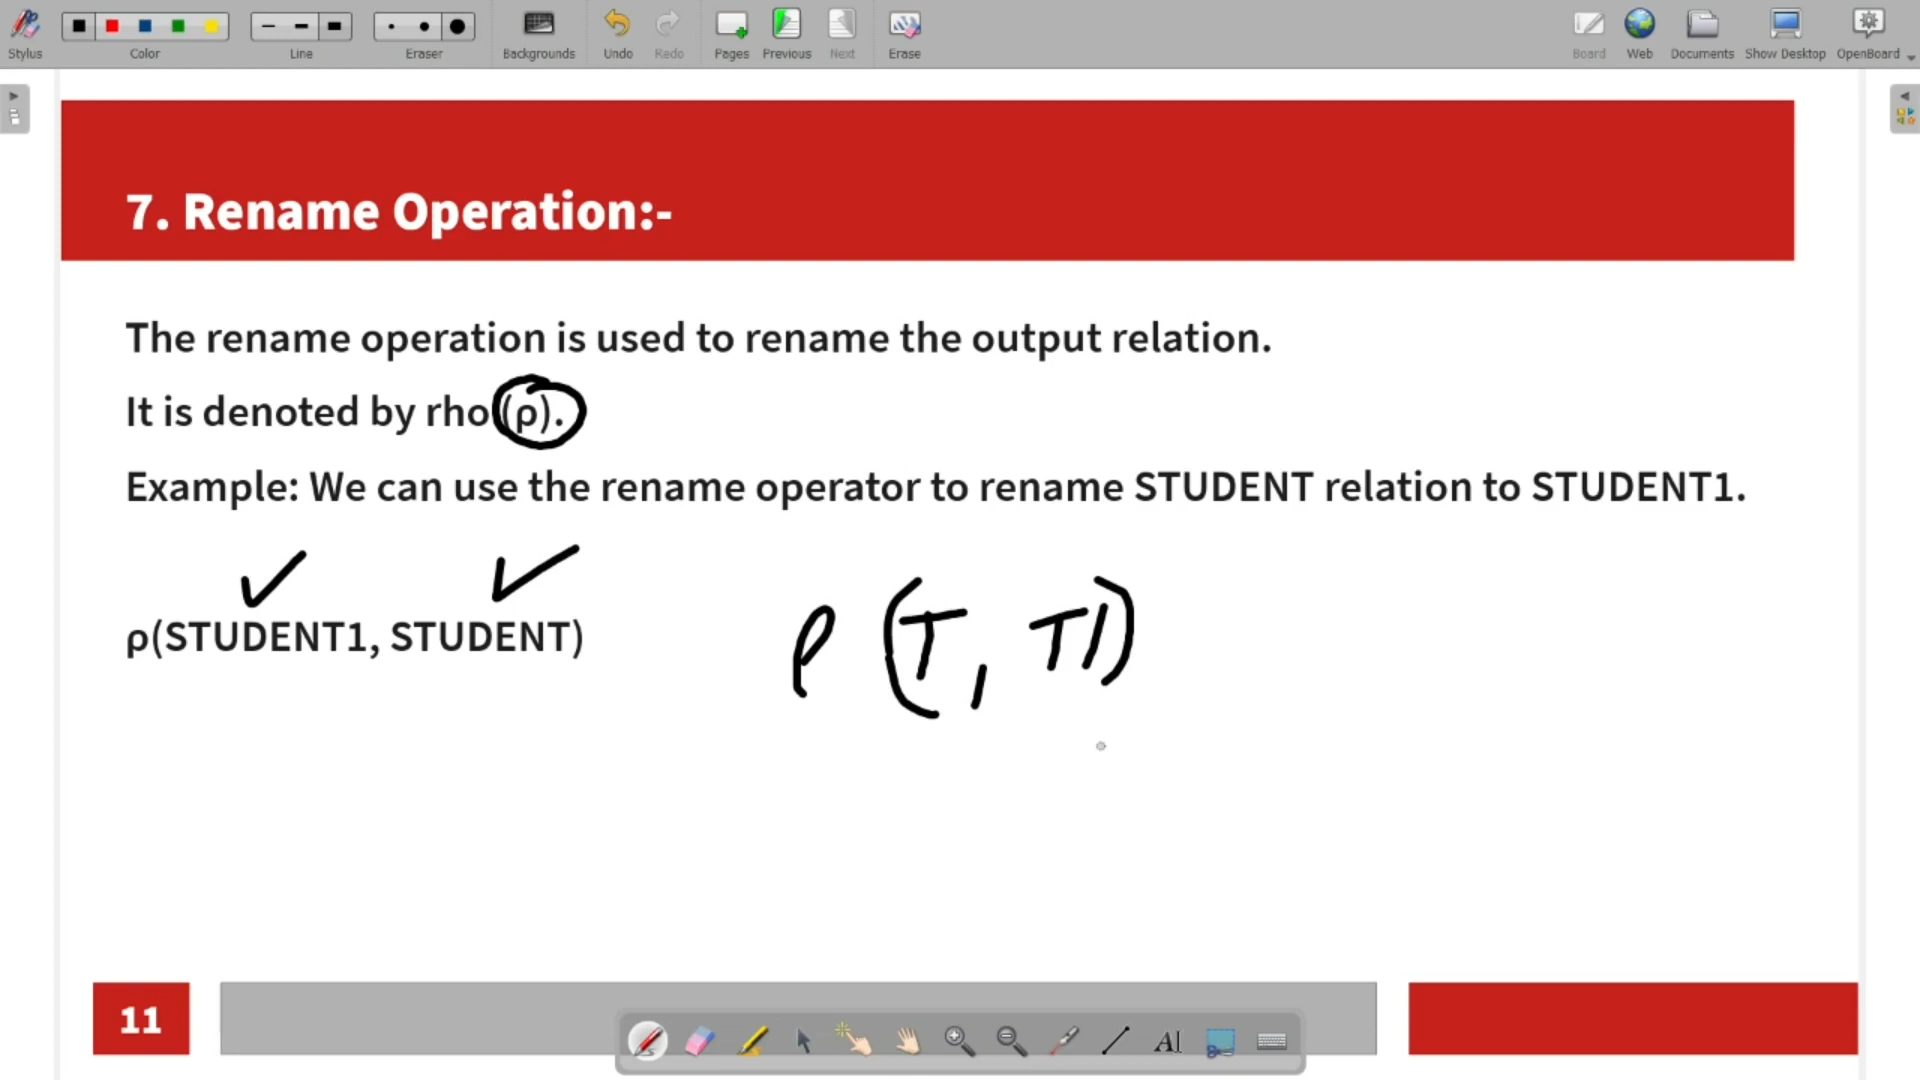 Stylus Color Line Eraser Backgrounds Undo Redo Pages Previous Next Erase Board Web Documents Show Desktop OpenBoard
7. Rename Operation:-
The rename operation is used to rename the output relation.
It is denoted by rho (ρ).
Example: We can use the rename operator to rename STUDENT relation to STUDENT1.
ρ(STUDENT1, STUDENT)
ρ (T, T1)
11
AI